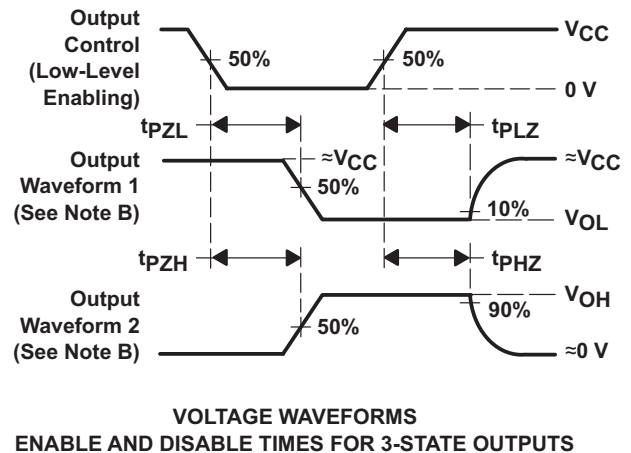 Output
Control
(Low-Level
Enabling)
50%
50%
VCC
0 V
tPZL
tPLZ
Output
Waveform 1
(See Note B)
≈VCC
50%
≈VCC
10%
VOL
tPZH
tPHZ
Output
Waveform 2
(See Note B)
50%
VOH
90%
≈0 V
VOLTAGE WAVEFORMS
ENABLE AND DISABLE TIMES FOR 3-STATE OUTPUTS